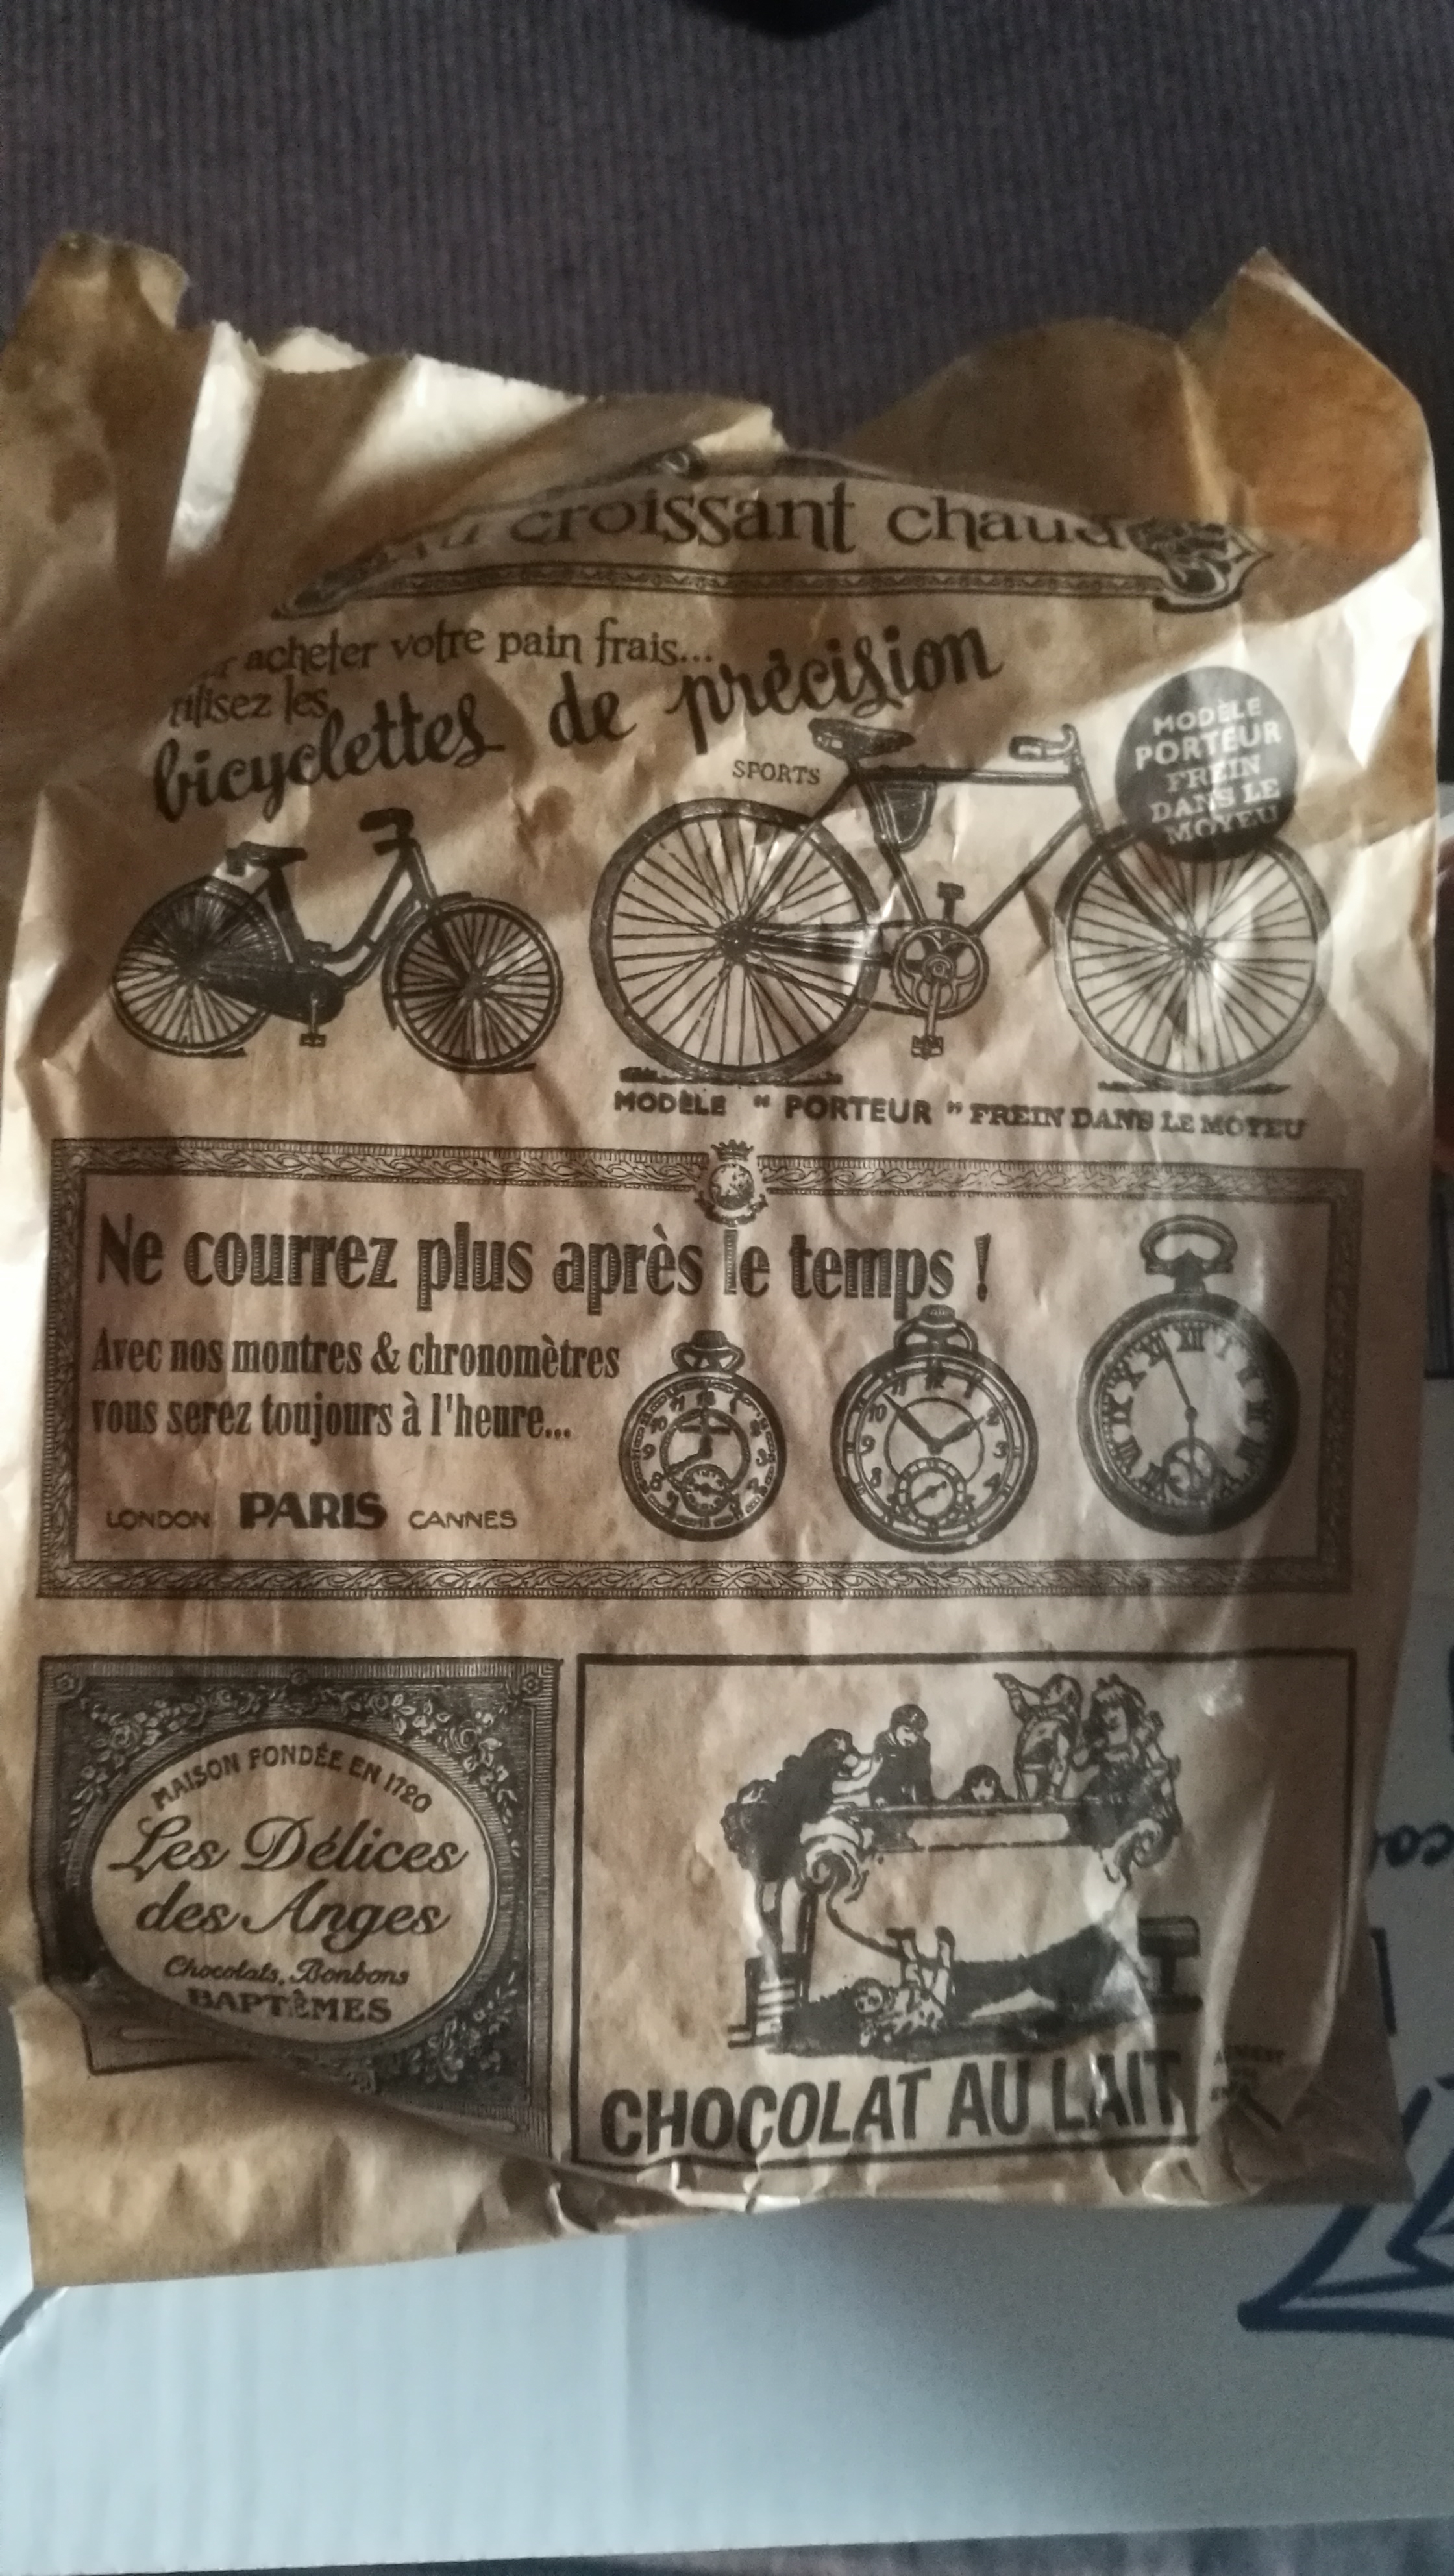 croissant chaud
acheter votre pain frais...
les
bicyclettes de précision
SPORTS
MODÈLE
PORTEUR
FREIN
DANS LE
MOYEU
MODÈLE " PORTEUR " FREIN DANS LE MOYEU
Ne courrez plus après le temps !
Avec nos montres & chronomètres
vous serez toujours à l'heure...
LONDON PARIS CANNES
MAISON FONDÉE EN 1720
Les Délices
des Anges
Chocolats, Bonbons
BAPTÊMES
CHOCOLAT AU LAIT